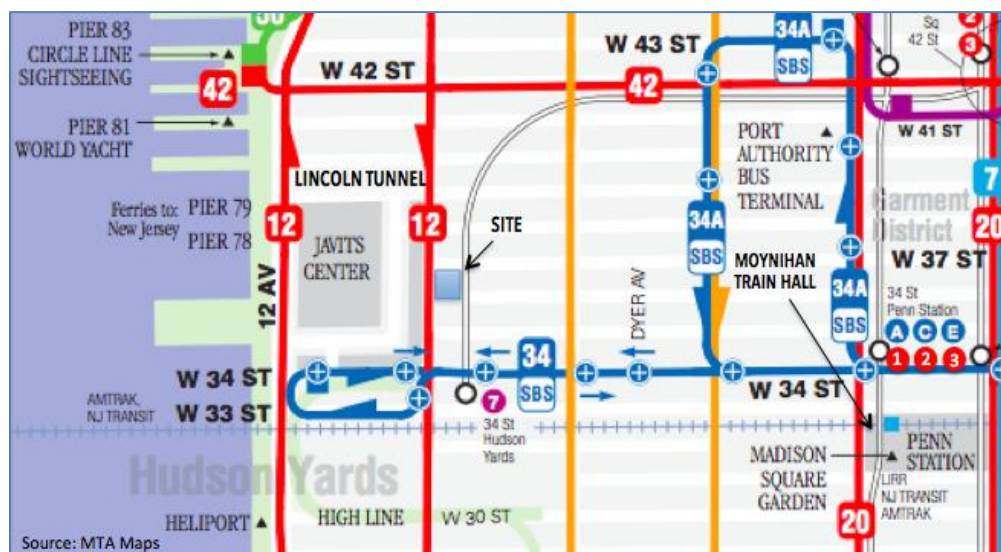 PIER 83
CIRCLE LINE
SIGHTSEEING
42
W 42 ST
42
W 43 ST
34A
SBS
Sq
42 St
2
3
PIER 81
WORLD YACHT
W 41 ST
PORT
AUTHORITY
BUS
TERMINAL
LINCOLN TUNNEL
Ferries to:
New Jersey
PIER 79
PIER 78
12
12
JAVITS
CENTER
SITE
34A
SBS
7
20
Garment
District
W 37 ST
MOYNIHAN
TRAIN HALL
12 AV
DYER AV
34A
SBS
34 St
Penn Station
A C E
1 2 3
W 34 ST
34
SBS
W 34 ST
AMTRAK,
NJ TRANSIT
W 33 ST
7
34 St
Hudson
Yards
MADISON
SQUARE
GARDEN
PENN
STATION
LIRR
NJ TRANSIT
AMTRAK
Hudson Yards
HELIPORT
HIGH LINE
W 30 ST
20
Source: MTA Maps